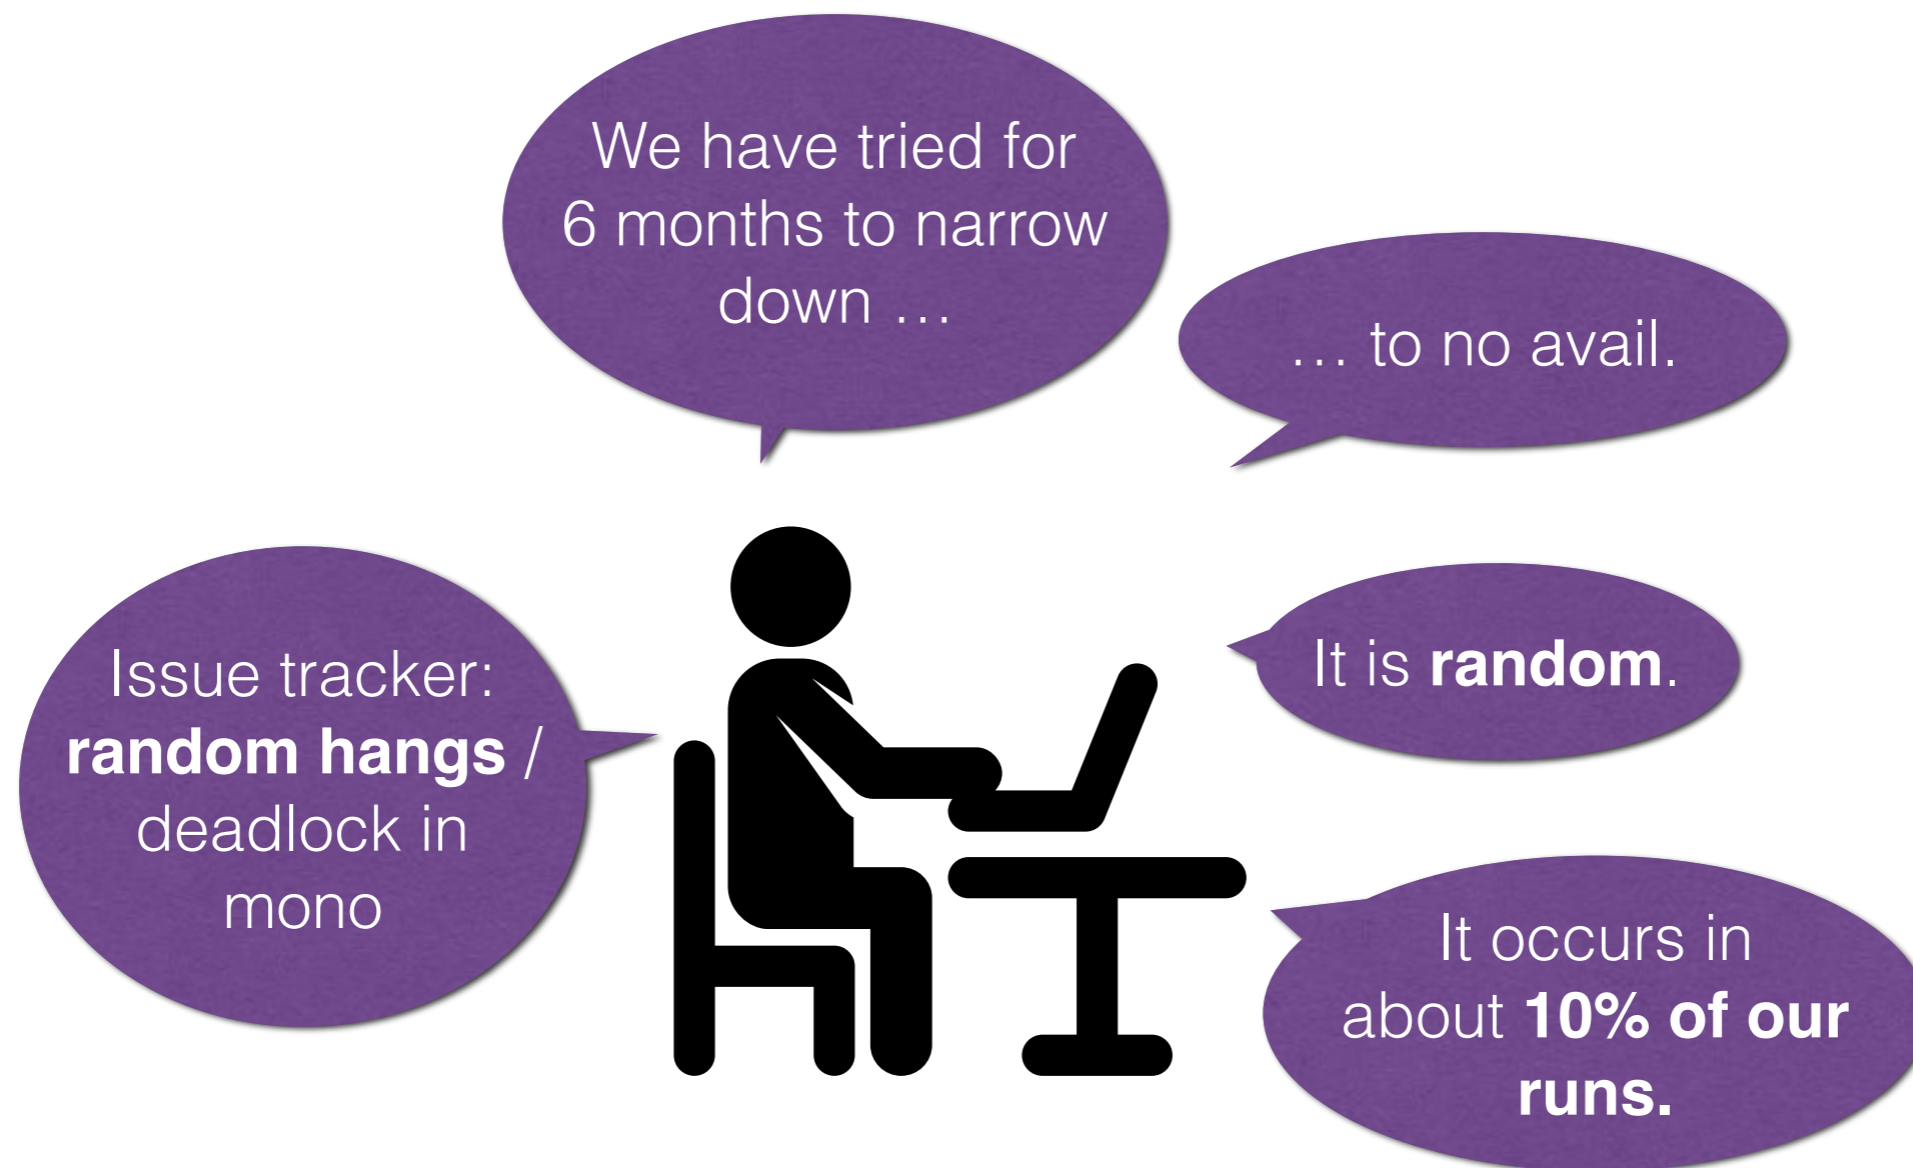 We have tried for
6 months to narrow
down …
… to no avail.
Issue tracker:
random hangs /
deadlock in
mono
It is random.
It occurs in
about 10% of our
runs.